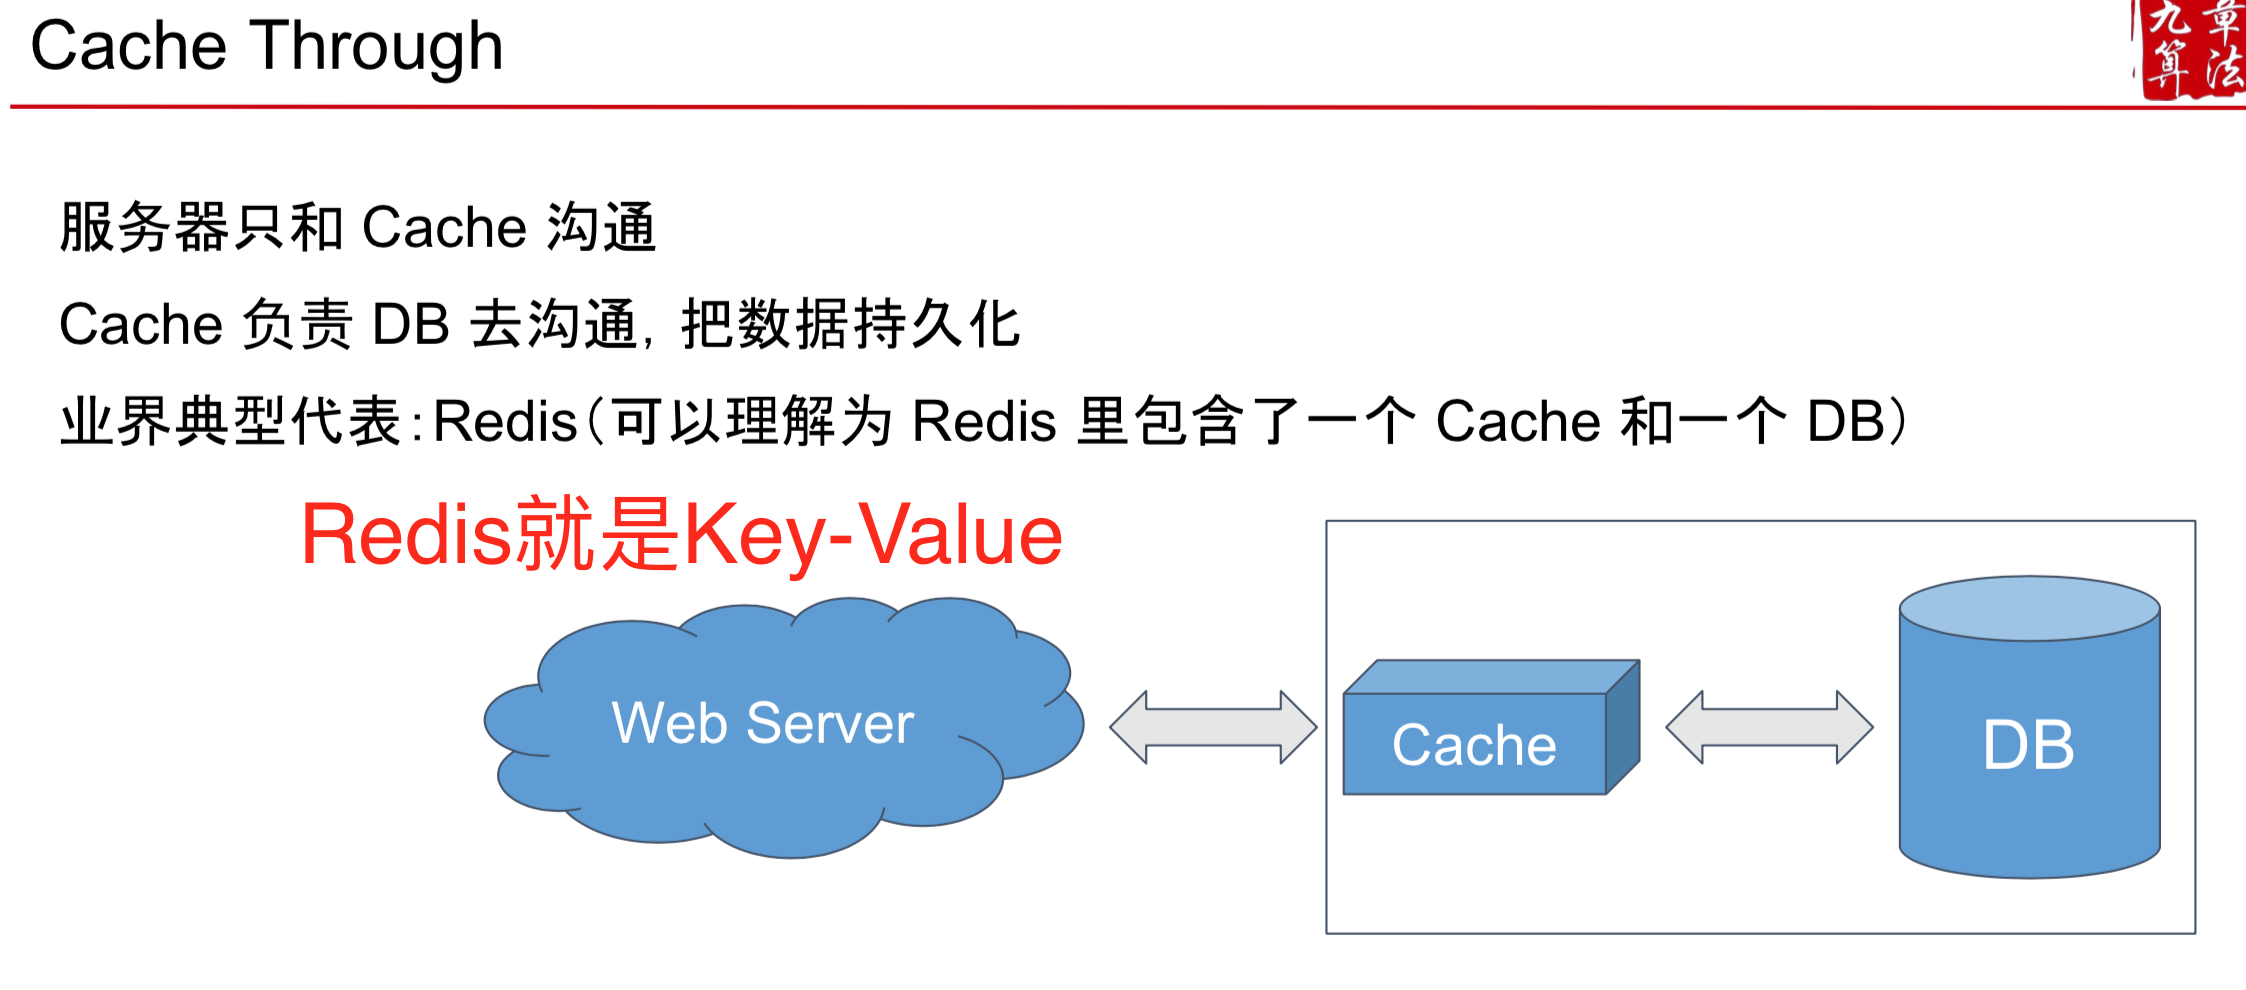 Cache Through
九章算法
服务器只和 Cache 沟通
Cache 负责 DB 去沟通，把数据持久化
业界典型代表：Redis（可以理解为 Redis 里包含了一个 Cache 和一个 DB）
Redis就是Key-Value
Web Server
Cache
DB